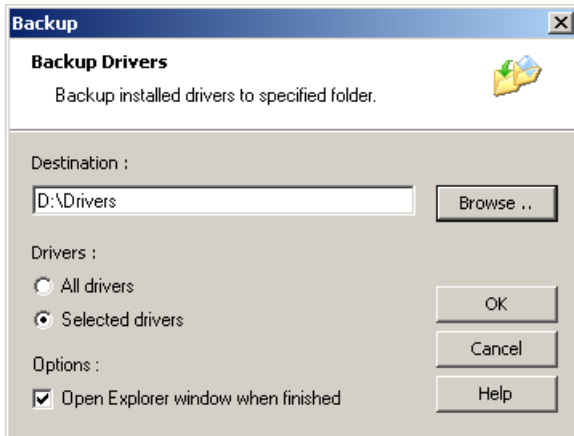 Backup
Backup Drivers
Backup installed drivers to specified folder.
Destination :
D:\Drivers
Browse ..
Drivers :
All drivers
Selected drivers
OK
Cancel
Options :
Open Explorer window when finished
Help